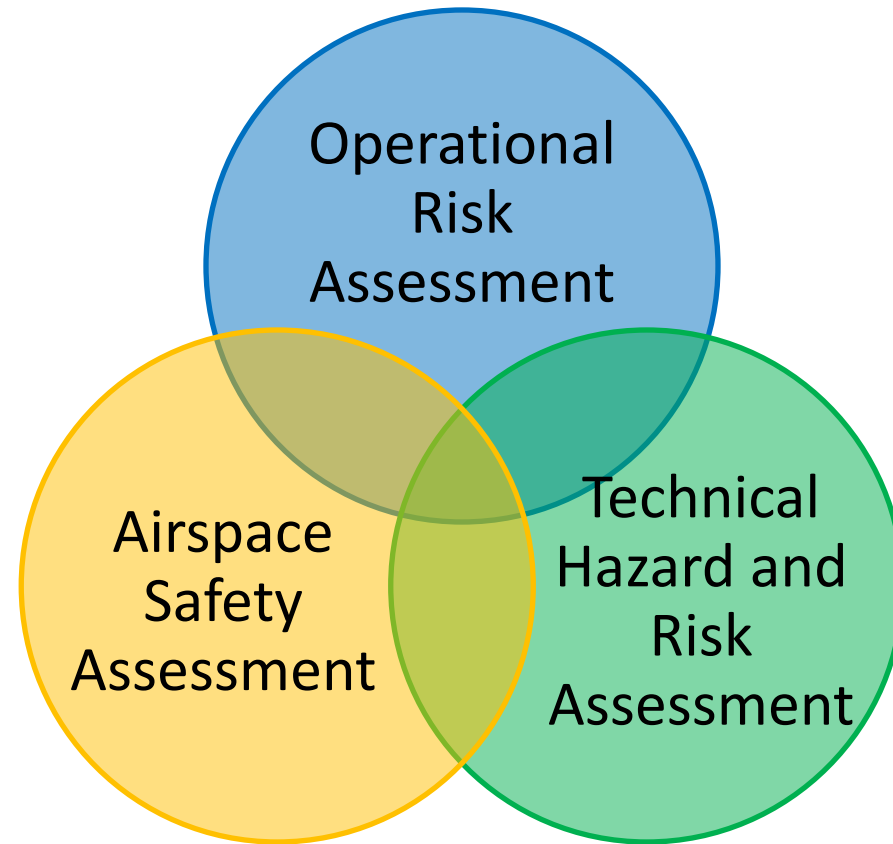 Operational
Risk
Assessment
Airspace
Safety
Assessment
Technical
Hazard and
Risk
Assessment